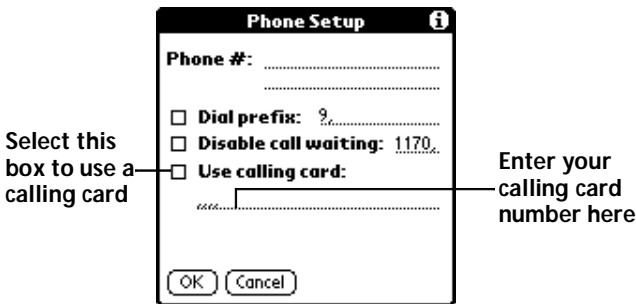 Phone Setup i
Phone #:
Dial prefix: 9,
Disable call waiting: 1170,
Use calling card:
,,,,
OK Cancel
Select this
box to use a
calling card
Enter your
calling card
number here